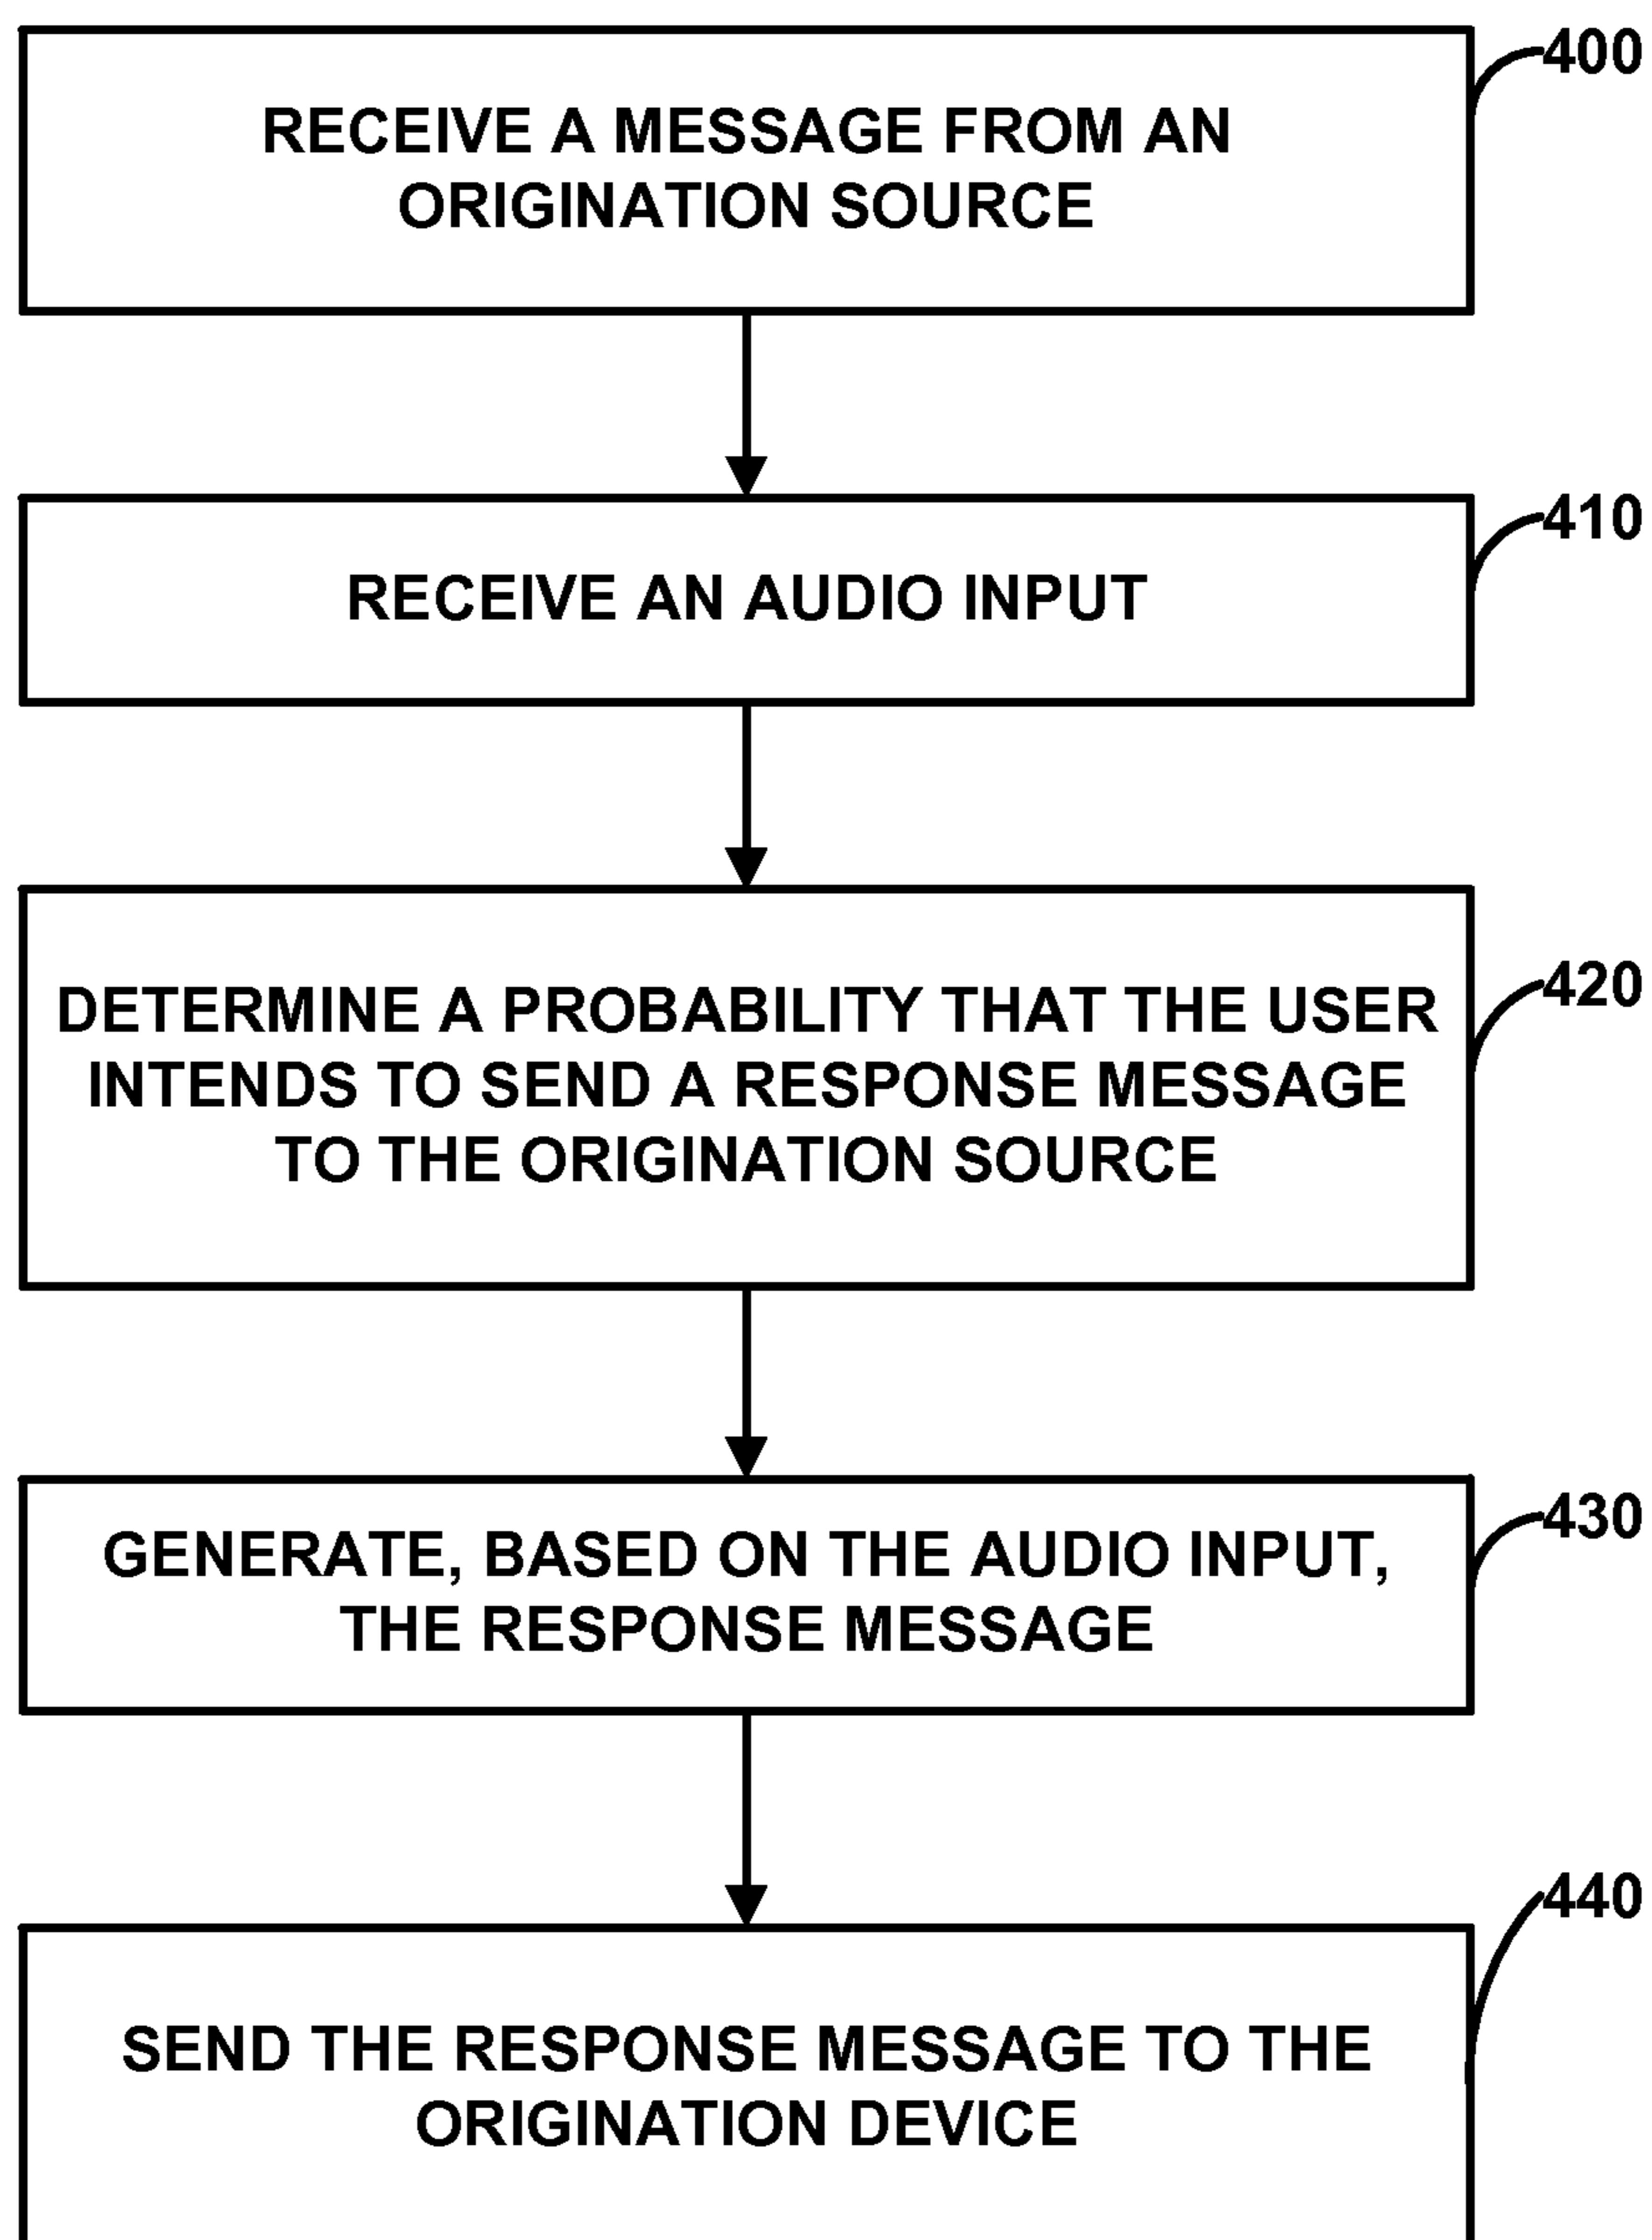 400
RECEIVE A MESSAGE FROM AN
ORIGINATION SOURCE
410
RECEIVE AN AUDIO INPUT
420
DETERMINE A PROBABILITY THAT THE USER
INTENDS TO SEND A RESPONSE MESSAGE
TO THE ORIGINATION SOURCE
430
GENERATE, BASED ON THE AUDIO INPUT,
THE RESPONSE MESSAGE
440
SEND THE RESPONSE MESSAGE TO THE
ORIGINATION DEVICE